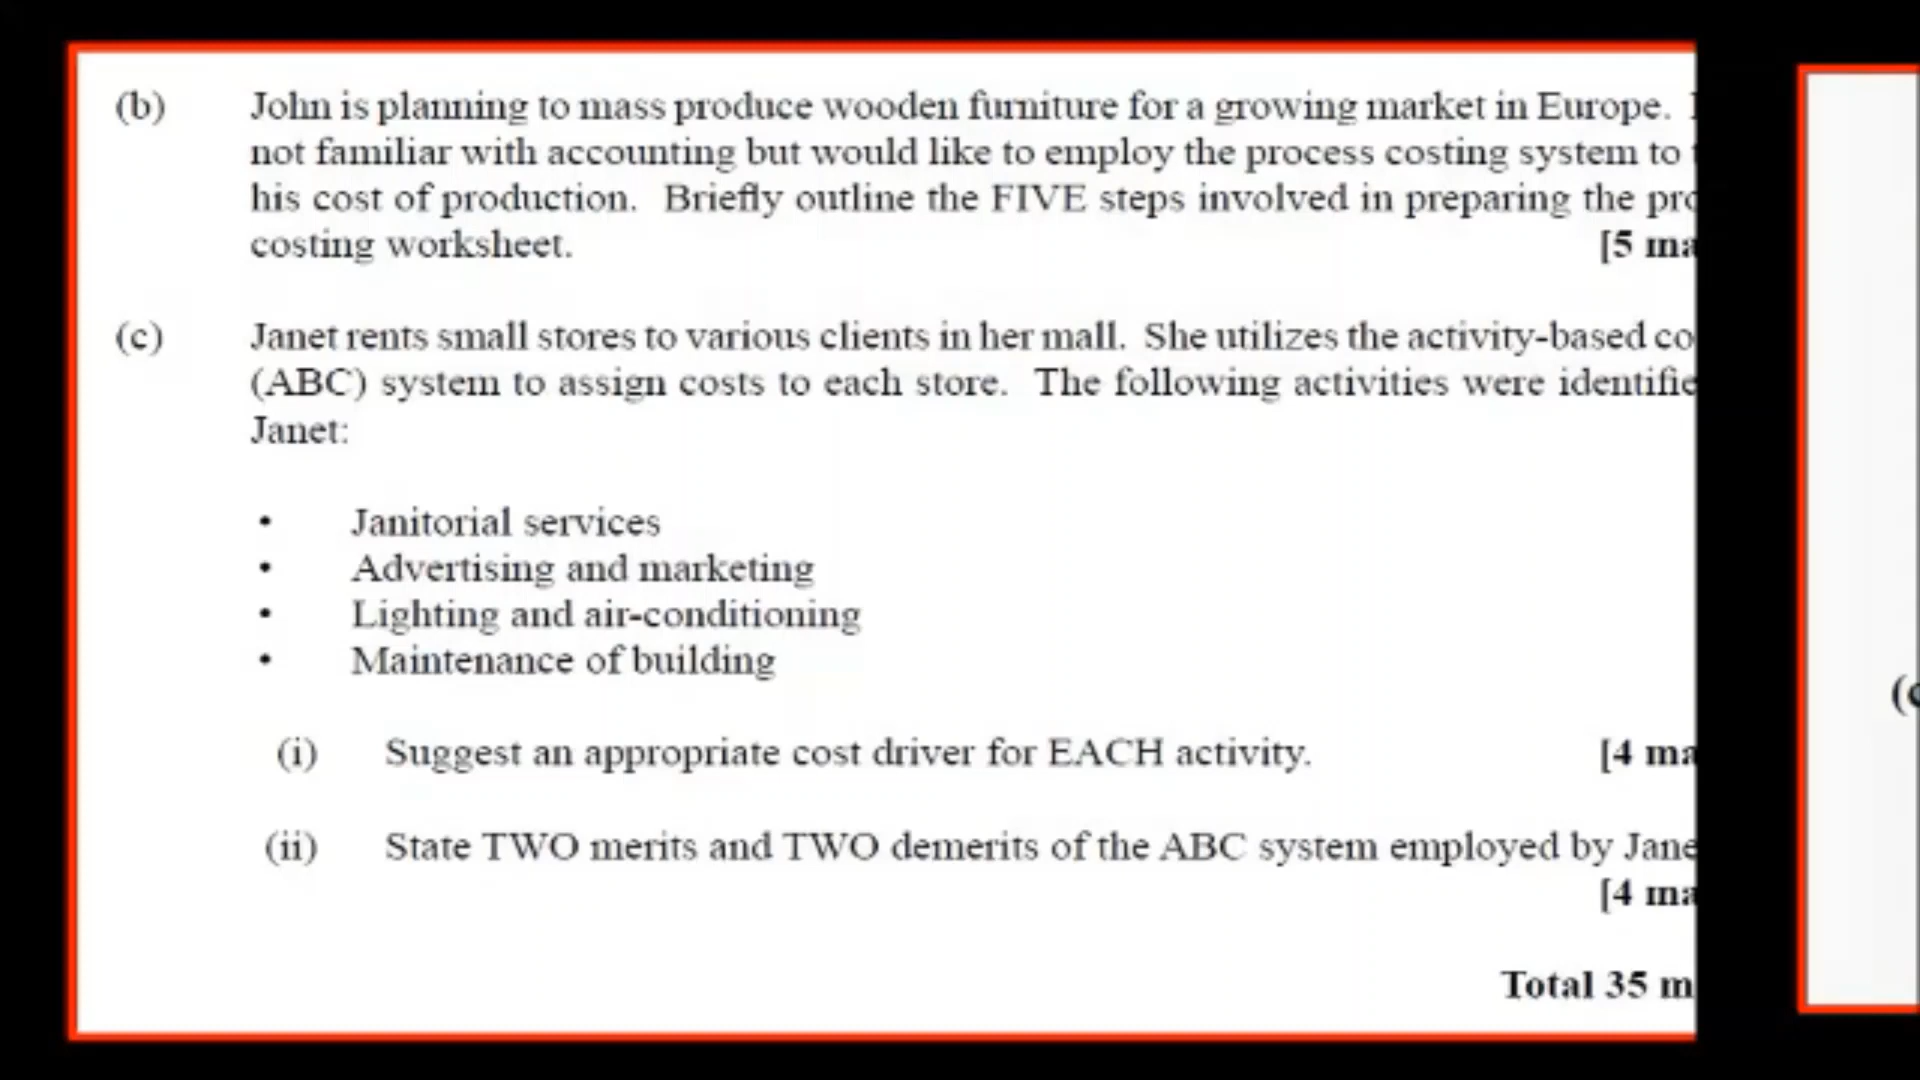 (b) John is planning to mass produce wooden furniture for a growing market in Europe.
not familiar with accounting but would like to employ the process costing system to
his cost of production. Briefly outline the FIVE steps involved in preparing the
costing worksheet. [5
(c) Janet rents small stores to various clients in her mall. She utilizes the activity-based
(ABC) system to assign costs to each store. The following activities were
Janet:
• Janitorial services
• Advertising and marketing
• Lighting and air-conditioning
• Maintenance of building
(i) Suggest an appropriate cost driver for EACH activity. [4
(ii) State TWO merits and TWO demerits of the ABC system employed by
[4
Total 35